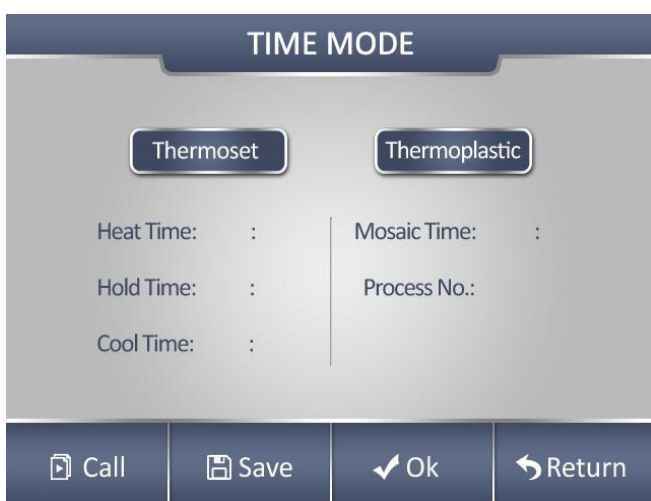 TIME MODE
Thermoset Thermoplastic
Heat Time: : Mosaic Time: :
Hold Time: : Process No.:
Cool Time: :
Call Save Ok Return